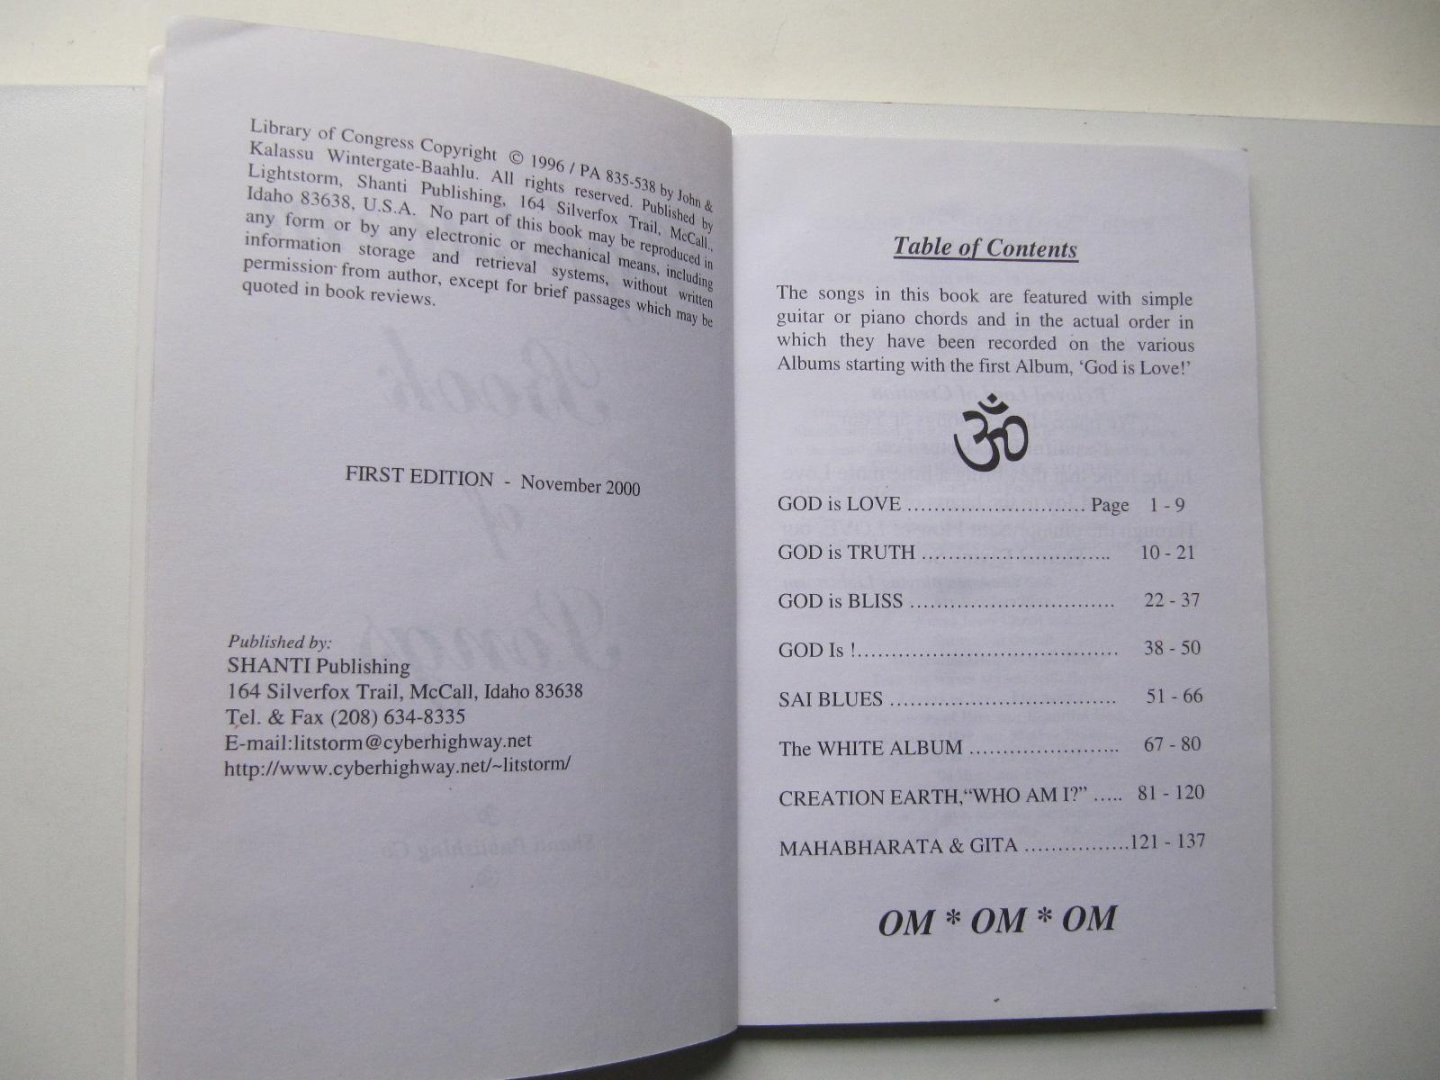 Library of Congress Copyright © 1996 / PA 835-538 by John &
Kalassu Wintergate-Baahlu. All rights reserved. Published by
Lightstorm, Shanti Publishing, 164 Silverfox Trail, McCall,
Idaho 83638, U.S.A. No part of this book may be reproduced in
any form or by any electronic or mechanical means, including
information storage and retrieval systems, without written
permission from author, except for brief passages which may be
quoted in book reviews.
FIRST EDITION - November 2000
Published by:
SHANTI Publishing
164 Silverfox Trail, McCall, Idaho 83638
Tel. & Fax (208) 634-8335
E-mail:litstorm@cyberhighway.net
http://www.cyberhighway.net/~litstorm/
Table of Contents
The songs in this book are featured with simple
guitar or piano chords and in the actual order in
which they have been recorded on the various
Albums starting with the first Album, ‘God is Love!’
ॐ
GOD is LOVE ........................... Page 1 - 9
GOD is TRUTH ............................ 10 - 21
GOD is BLISS ............................... 22 - 37
GOD Is !....................................... 38 - 50
SAI BLUES .................................. 51 - 66
The WHITE ALBUM ...................... 67 - 80
CREATION EARTH,“WHO AM I?” ..... 81 - 120
MAHABHARATA & GITA ................121 - 137
OM * OM * OM